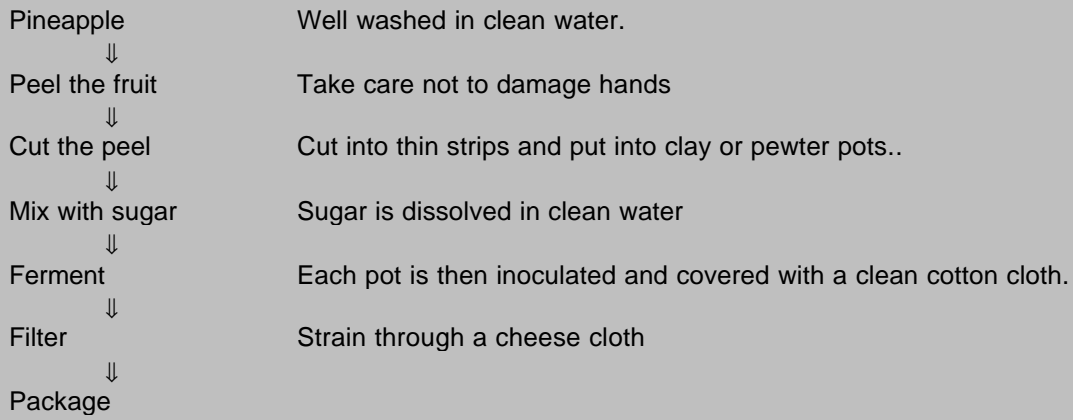 Pineapple Well washed in clean water.
⇓
Peel the fruit Take care not to damage hands
⇓
Cut the peel Cut into thin strips and put into clay or pewter pots..
⇓
Mix with sugar Sugar is dissolved in clean water
⇓
Ferment Each pot is then inoculated and covered with a clean cotton cloth.
⇓
Filter Strain through a cheese cloth
⇓
Package